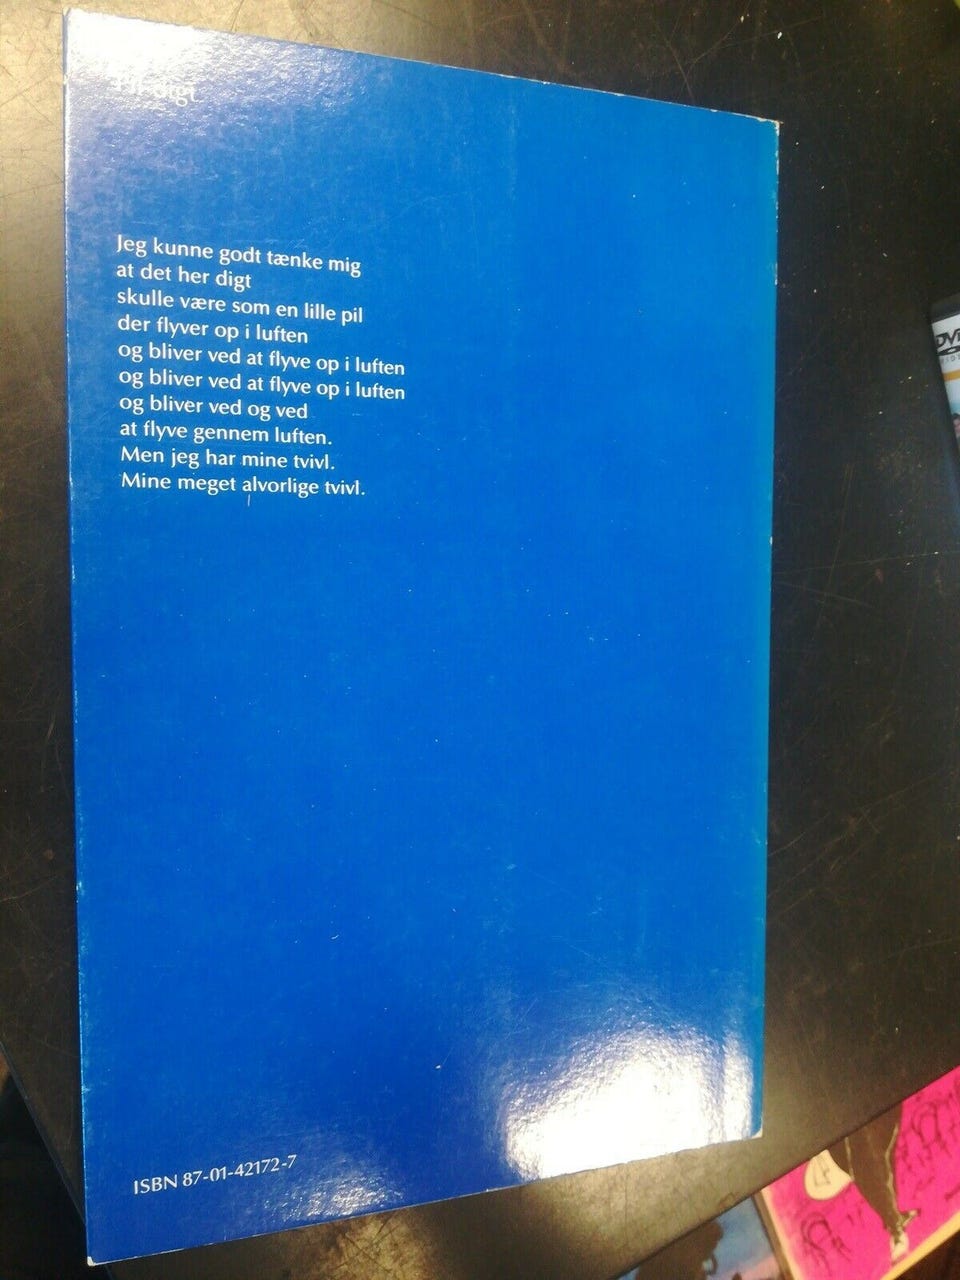 digt
Jeg kunne godt tænke mig
at det her digt
skulle være som en lille pil
der flyver op i luften
og bliver ved at flyve op i luften
og bliver ved at flyve op i luften
og bliver ved og ved
at flyve gennem luften.
Men jeg har mine tvivl.
Mine meget alvorlige tvivl.
ISBN 87-01-42172-7